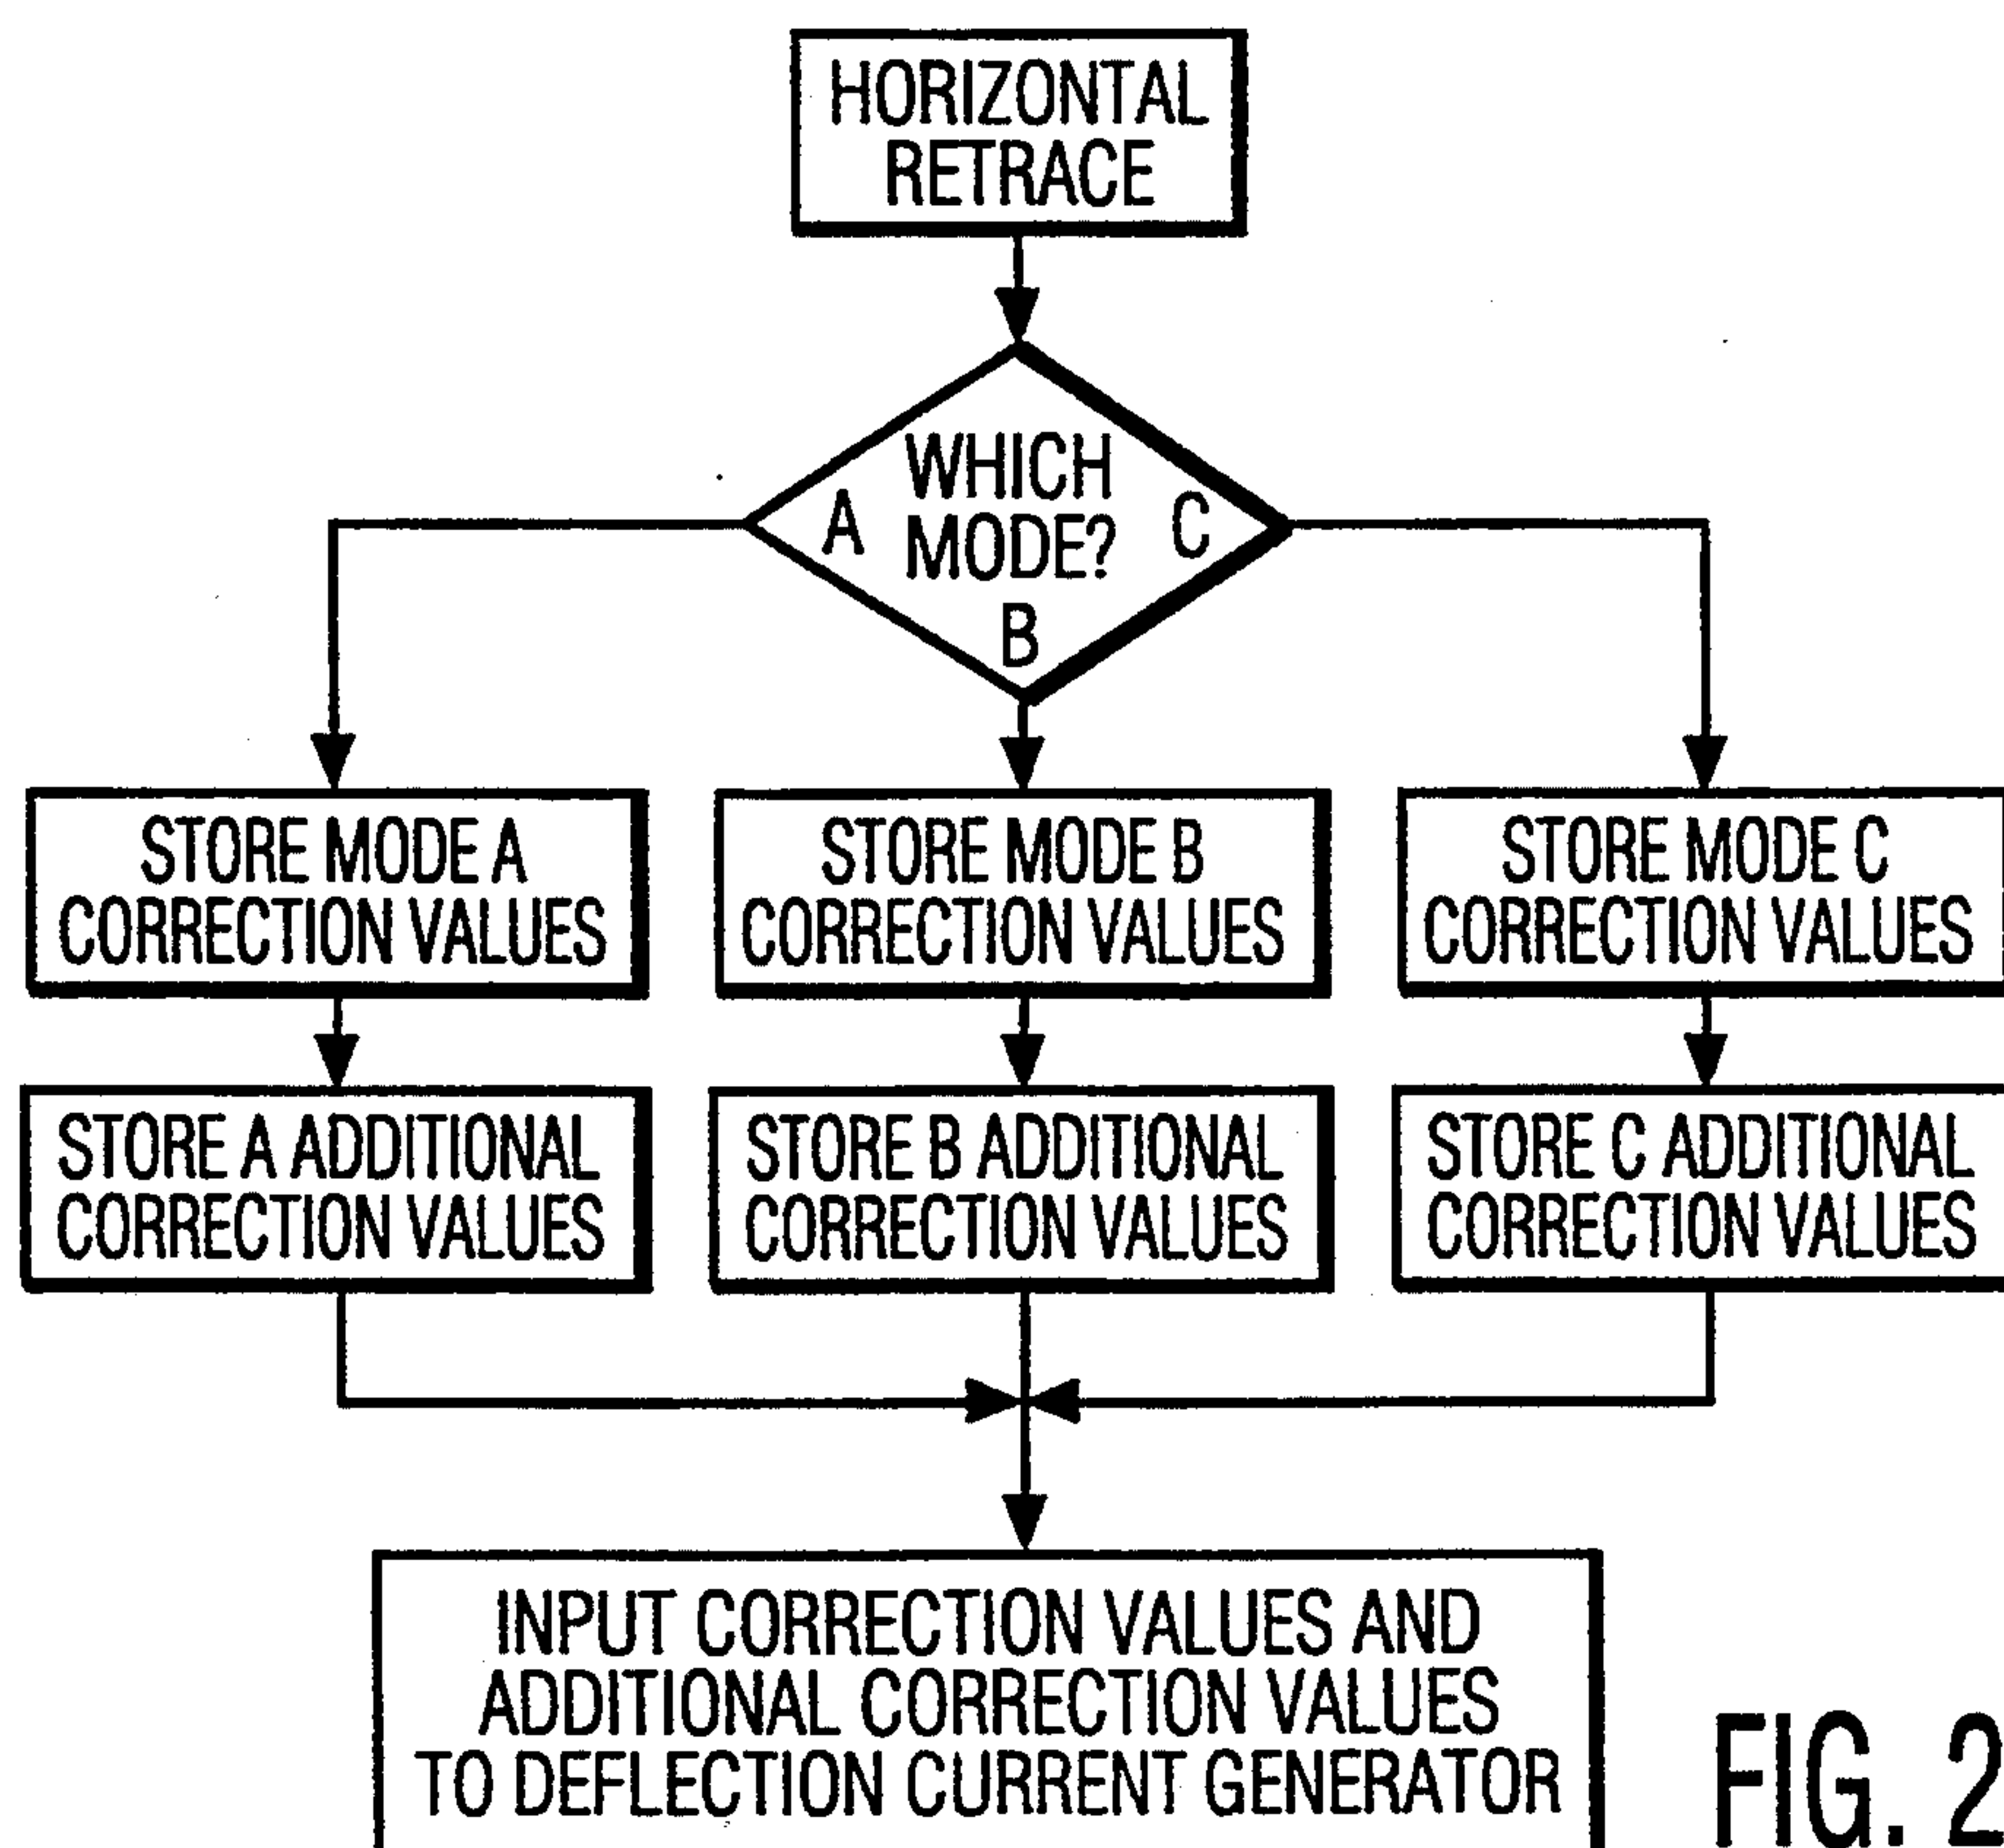 HORIZONTAL
RETRACE
WHICH
MODE?
A
C
B
STORE MODE A
CORRECTION VALUES
STORE MODE B
CORRECTION VALUES
STORE MODE C
CORRECTION VALUES
STORE A ADDITIONAL
CORRECTION VALUES
STORE B ADDITIONAL
CORRECTION VALUES
STORE C ADDITIONAL
CORRECTION VALUES
INPUT CORRECTION VALUES AND
ADDITIONAL CORRECTION VALUES
TO DEFLECTION CURRENT GENERATOR
FIG. 2